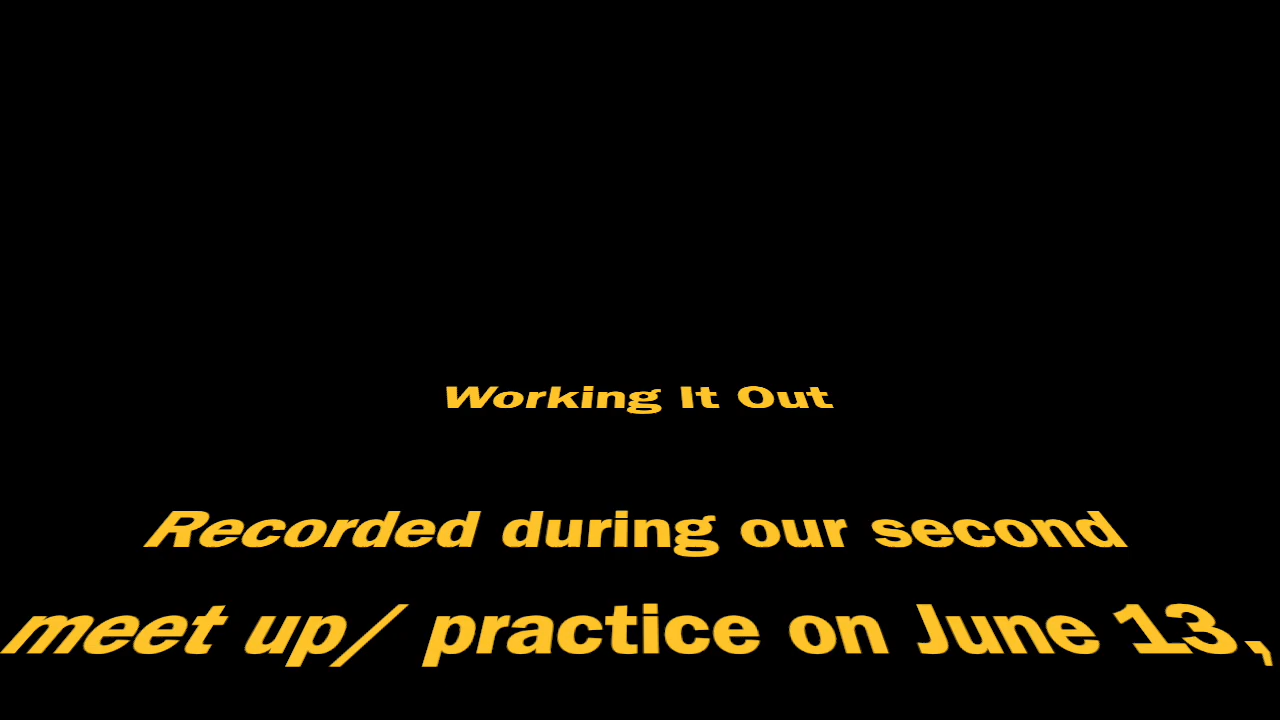 Working It Out
Recorded during our second
meet up/ practice on June 13,